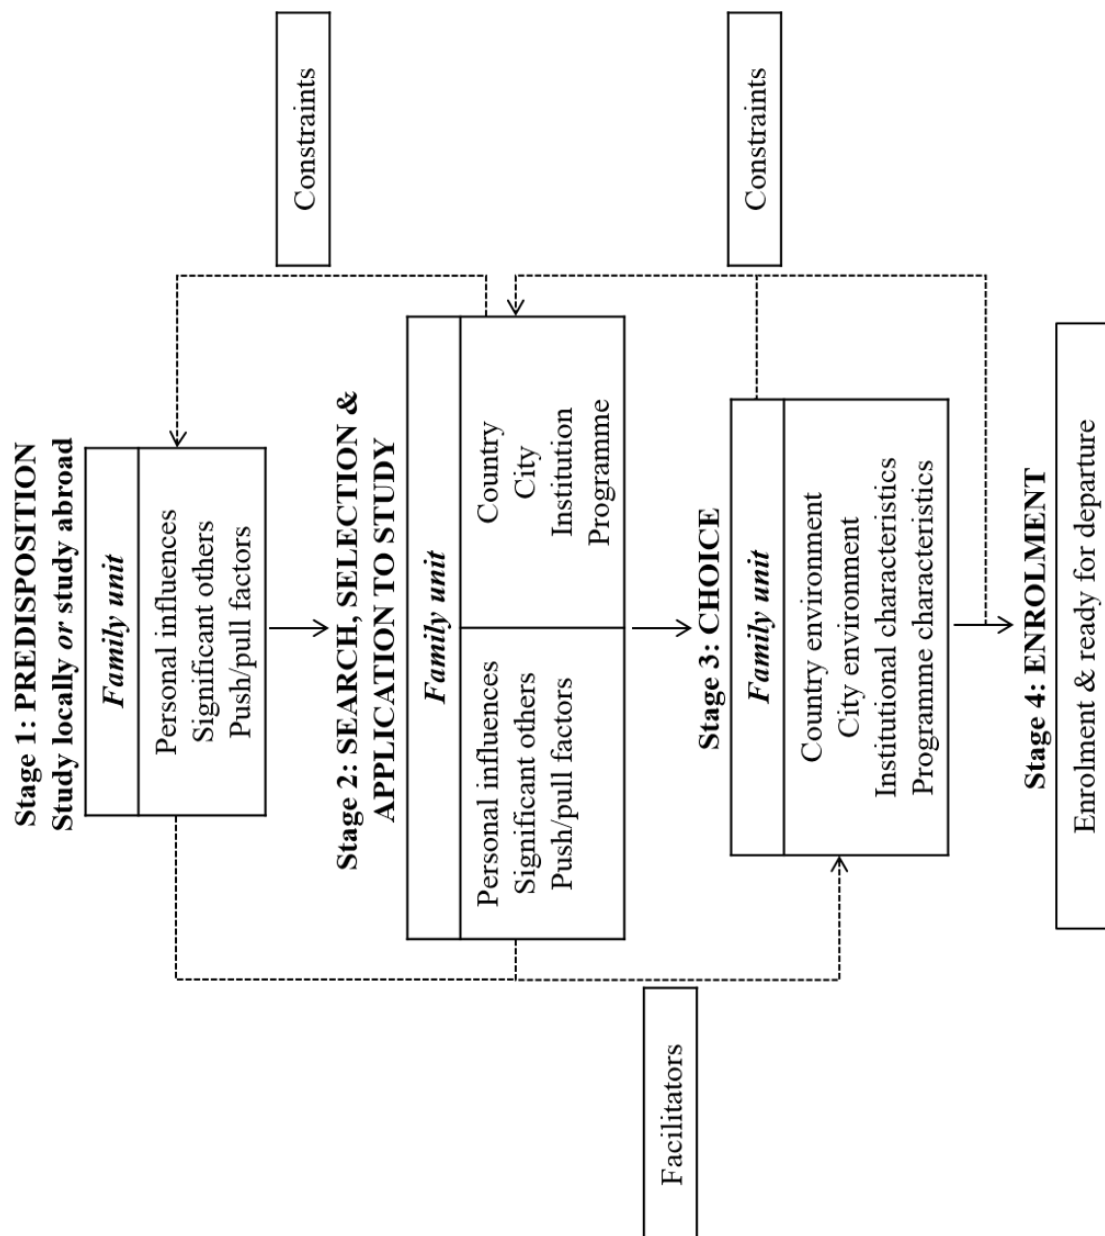 Stage 1: PREDISPOSITION
Study locally or study abroad
Family unit
Personal influences
Significant others
Push/pull factors
Constraints
Stage 2: SEARCH, SELECTION &
APPLICATION TO STUDY
Family unit
Personal influences
Significant others
Push/pull factors
Country
City
Institution
Programme
Facilitators
Constraints
Stage 3: CHOICE
Family unit
Country environment
City environment
Institutional characteristics
Programme characteristics
Stage 4: ENROLMENT
Enrolment & ready for departure